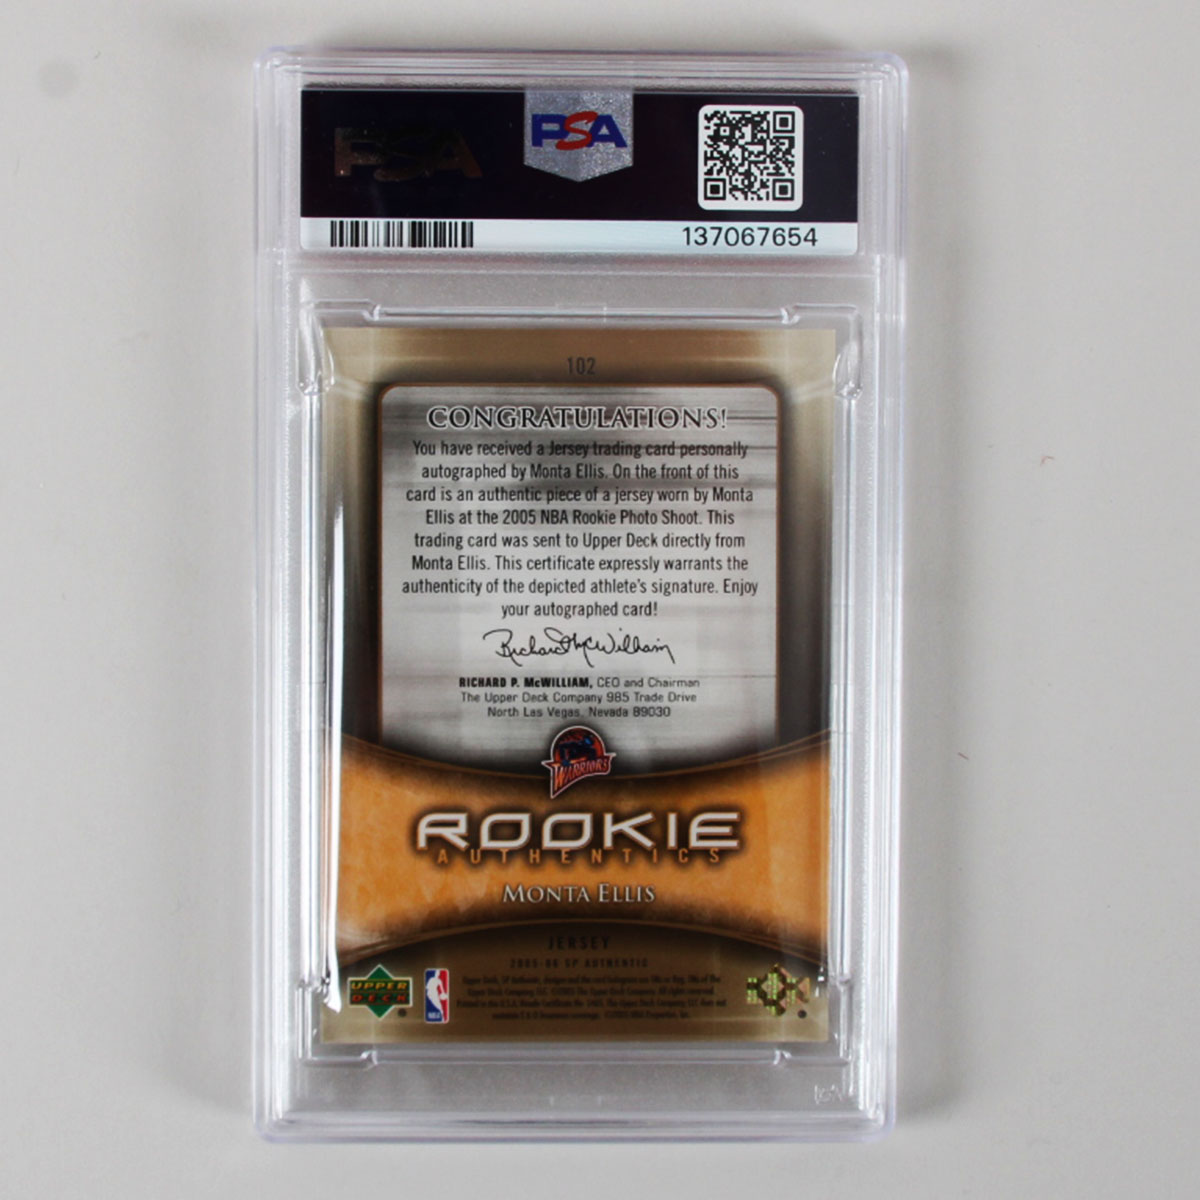 PSA
PSA
137067654
102
CONGRATULATIONS!
You have received a Jersey trading card personally
autographed by Monta Ellis. On the front of this
card is an authentic piece of a jersey worn by Monta
Ellis at the 2005 NBA Rookie Photo Shoot. This
trading card was sent to Upper Deck directly from
Monta Ellis. This certificate expressly warrants the
authenticity of the depicted athlete's signature. Enjoy
your autographed card!
Richard McWilliam
RICHARD P. McWILLIAM, CEO and Chairman
The Upper Deck Company 985 Trade Drive
North Las Vegas, Nevada 89030
WARRIORS
ROOKIE
AUTHENTICS
MONTA ELLIS
JERSEY
2005-06 SP AUTHENTIC
UPPER
DECK
NBA